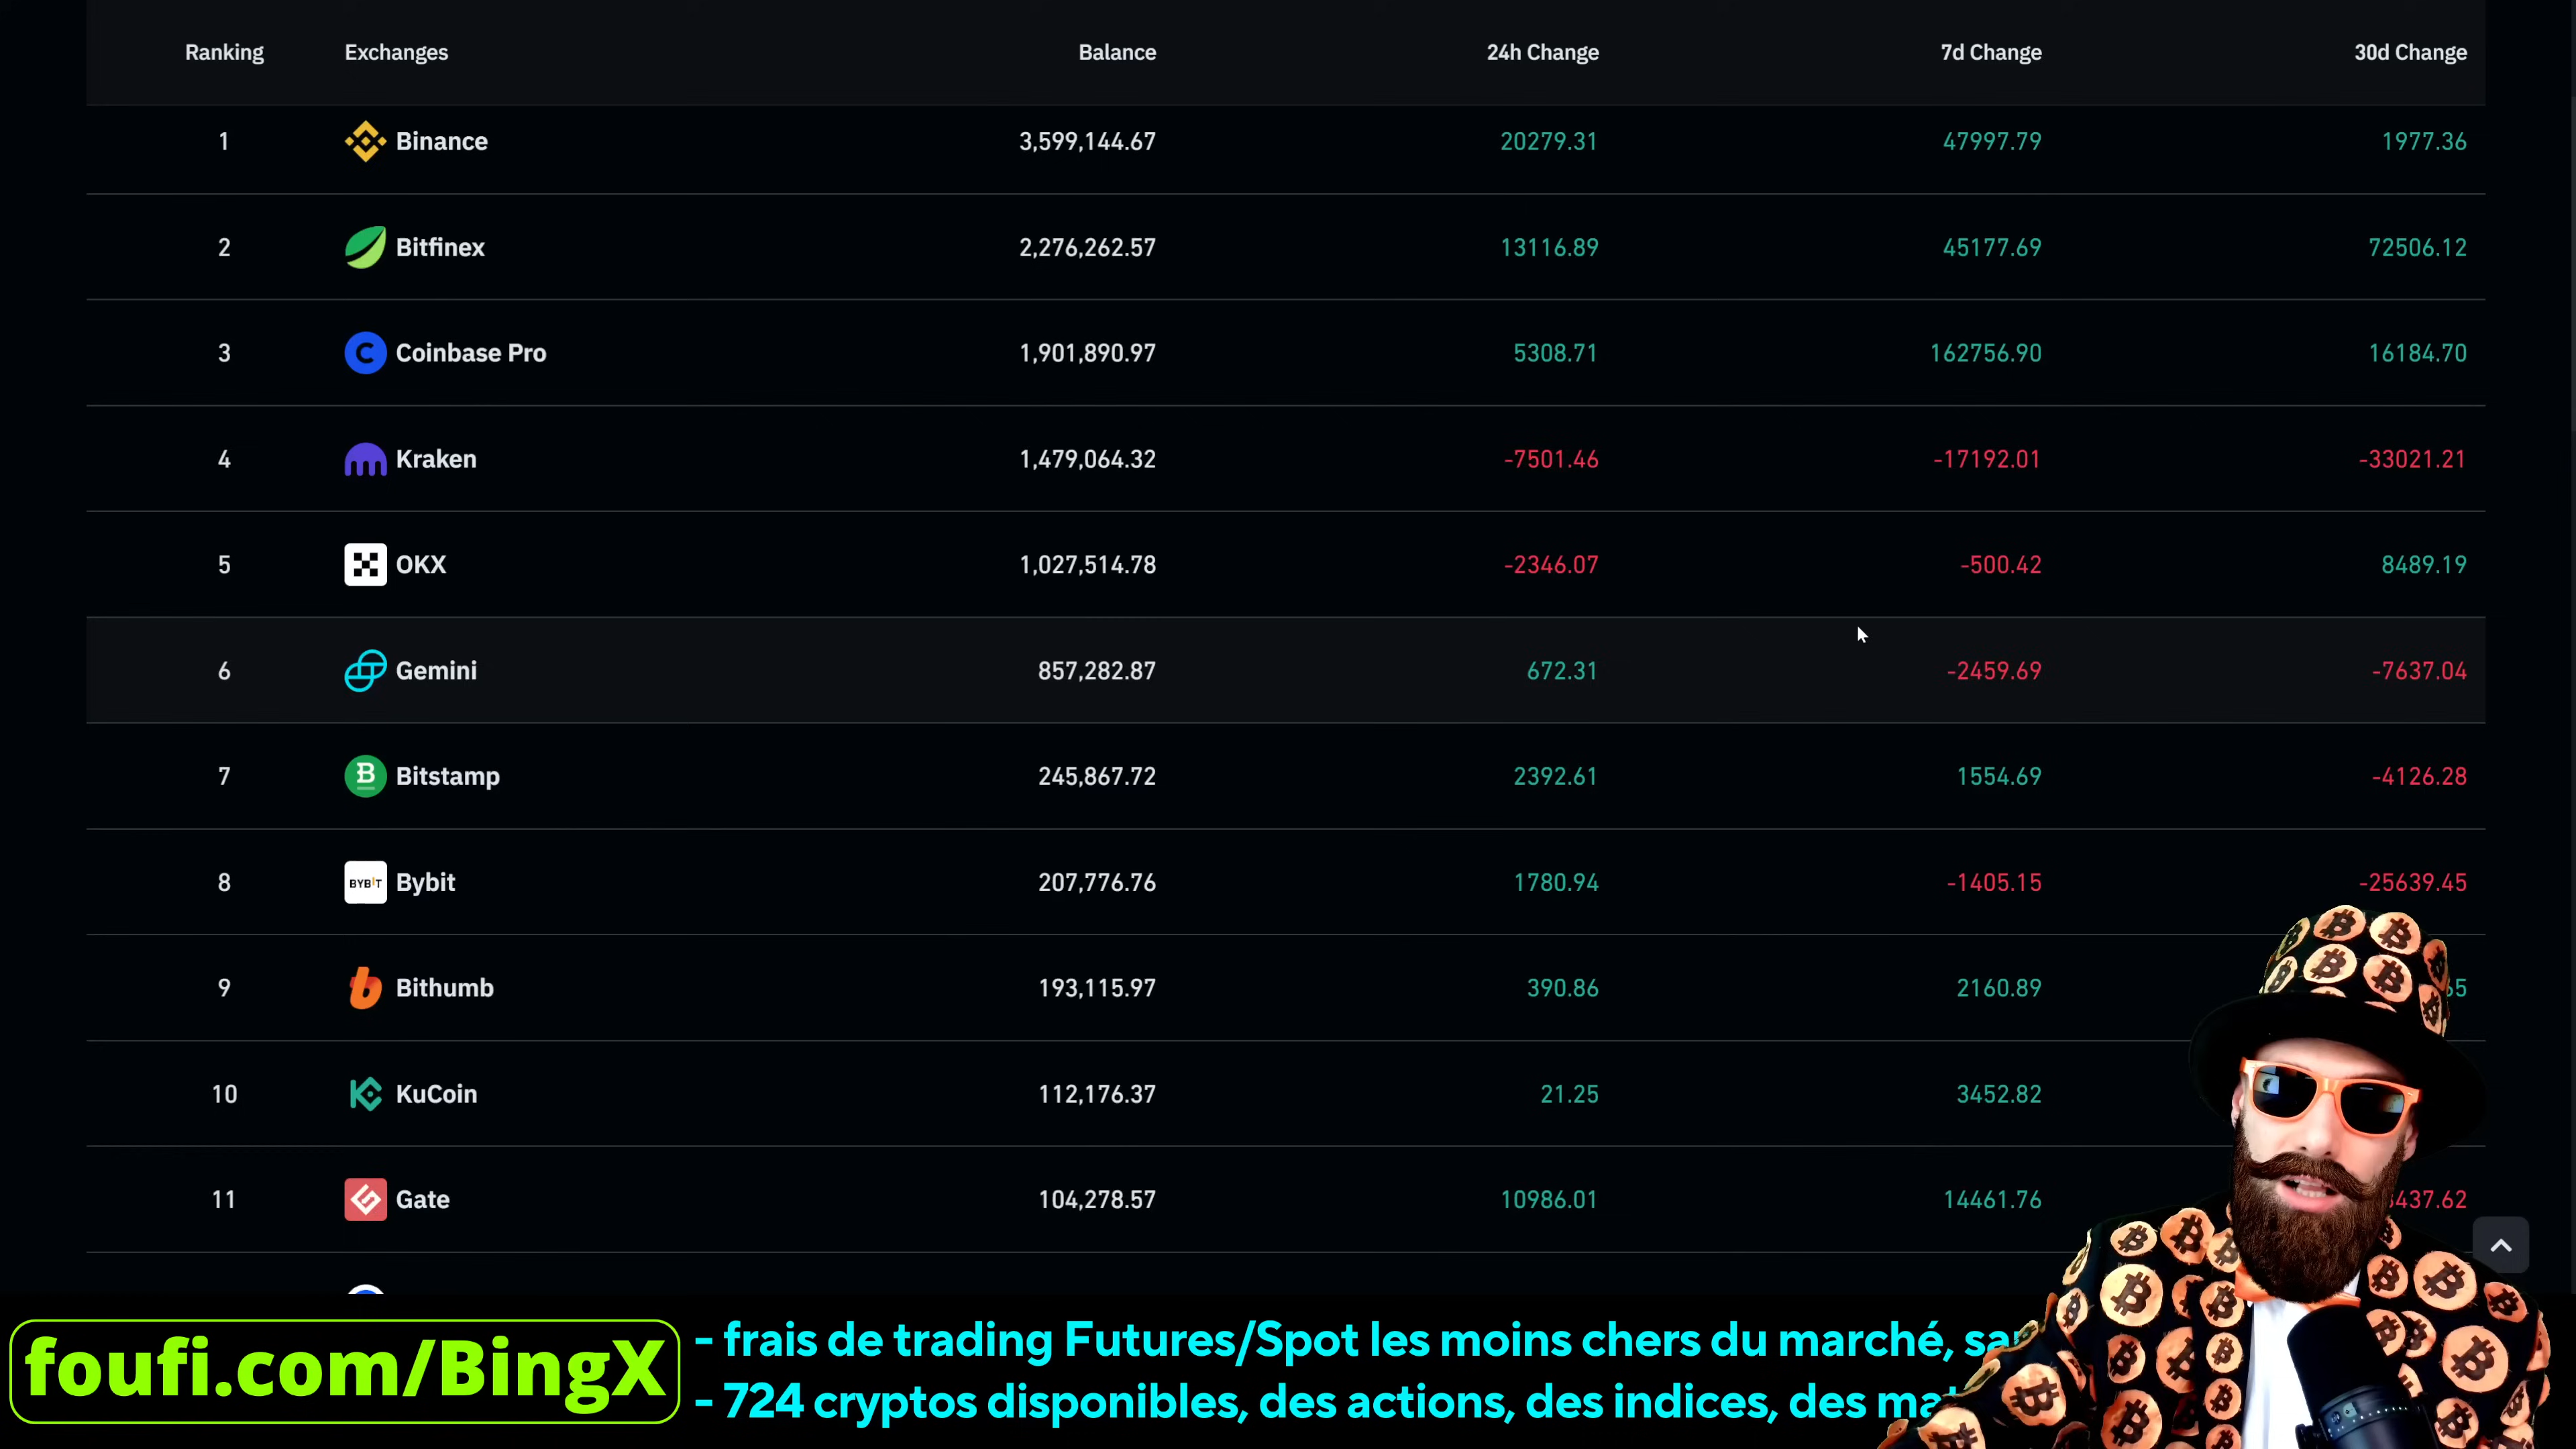 Ranking Exchanges Balance 24h Change 7d Change 30d Change
1 Binance 3,599,144.67 20279.31 47997.79 1977.36
2 Bitfinex 2,276,262.57 13116.89 45177.69 72506.12
3 Coinbase Pro 1,901,890.97 5308.71 162756.90 16184.70
4 Kraken 1,479,064.32 -7501.46 -17192.01 -33021.21
5 OKX 1,027,514.78 -2346.07 -500.42 8489.19
6 Gemini 857,282.87 672.31 -2459.69 -7637.04
7 Bitstamp 245,867.72 2392.61 1554.69 -4126.28
8 BYBIT Bybit 207,776.76 1780.94 -1405.15 -25639.45
9 Bithumb 193,115.97 390.86 2160.89
10 KuCoin 112,176.37 21.25 3452.82
11 Gate 104,278.57 10986.01 14461.76 437.62
foufi.com/BingX
- frais de trading Futures/Spot les moins chers du marché,
- 724 cryptos disponibles, des actions, des indices, des